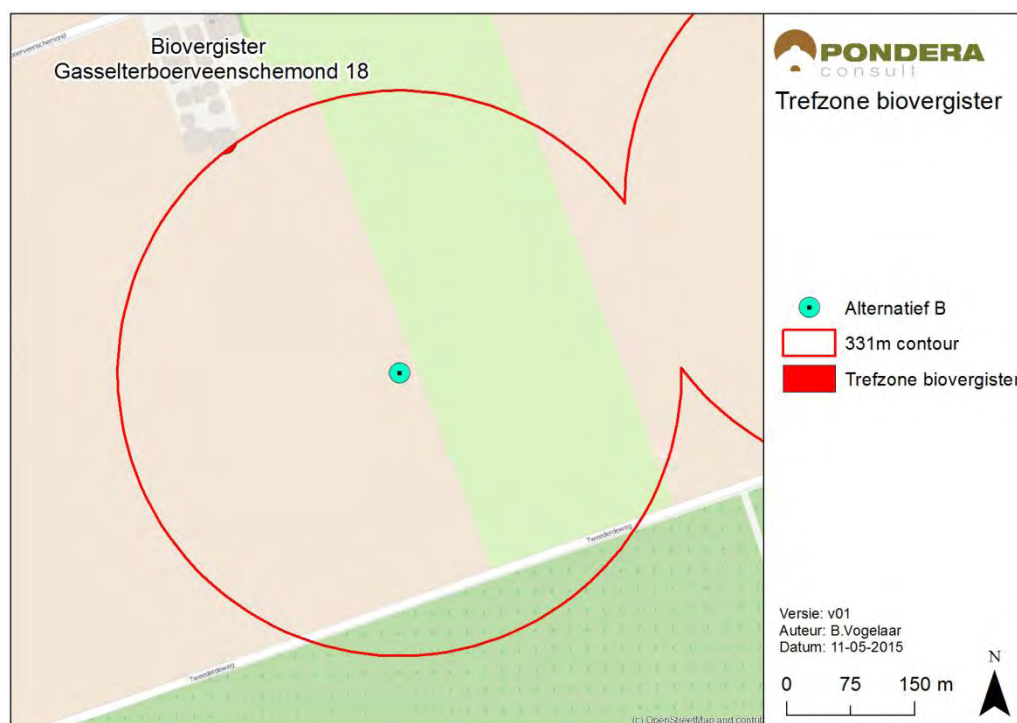 boerveenschemond
Biovergister
Gasselterboerveenschemond 18
Tweederdeweg
Tweederdeweg
(c) OpenStreetMap and contrib
PONDERA
consult
Trefzone biovergister
Alternatief B
331m contour
Trefzone biovergister
Versie: v01
Auteur: B.Vogelaar
Datum: 11-05-2015
N
0 75 150 m